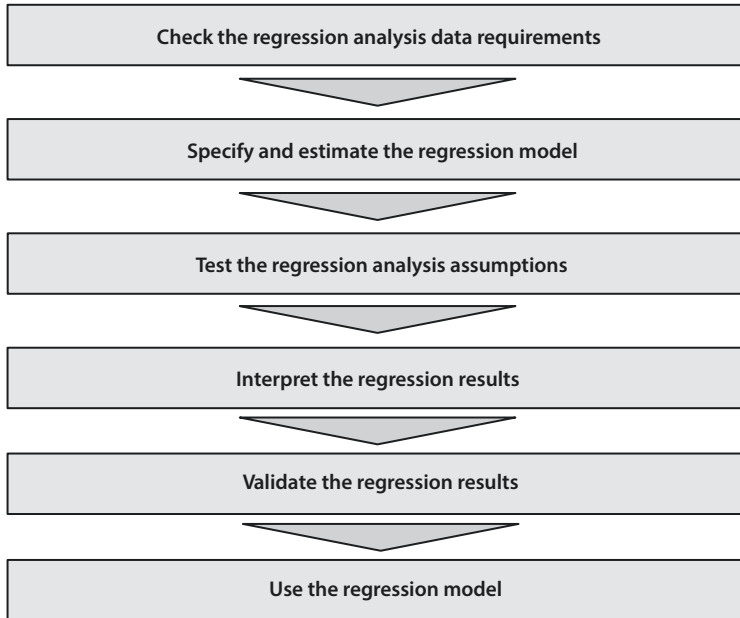 Check the regression analysis data requirements
Specify and estimate the regression model
Test the regression analysis assumptions
Interpret the regression results
Validate the regression results
Use the regression model